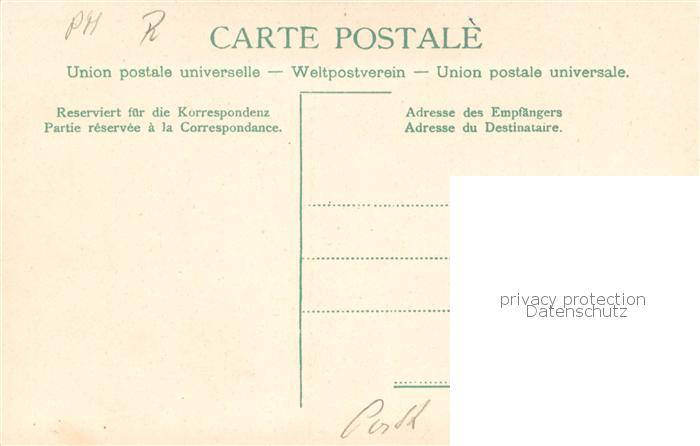 PH R
CARTE POSTALÈ
Union postale universelle — Weltpostverein — Union postale universale.
Reserviert für die Korrespondenz
Partie réservée à la Correspondance.
Adresse des Empfängers
Adresse du Destinataire.
privacy protection
Datenschutz